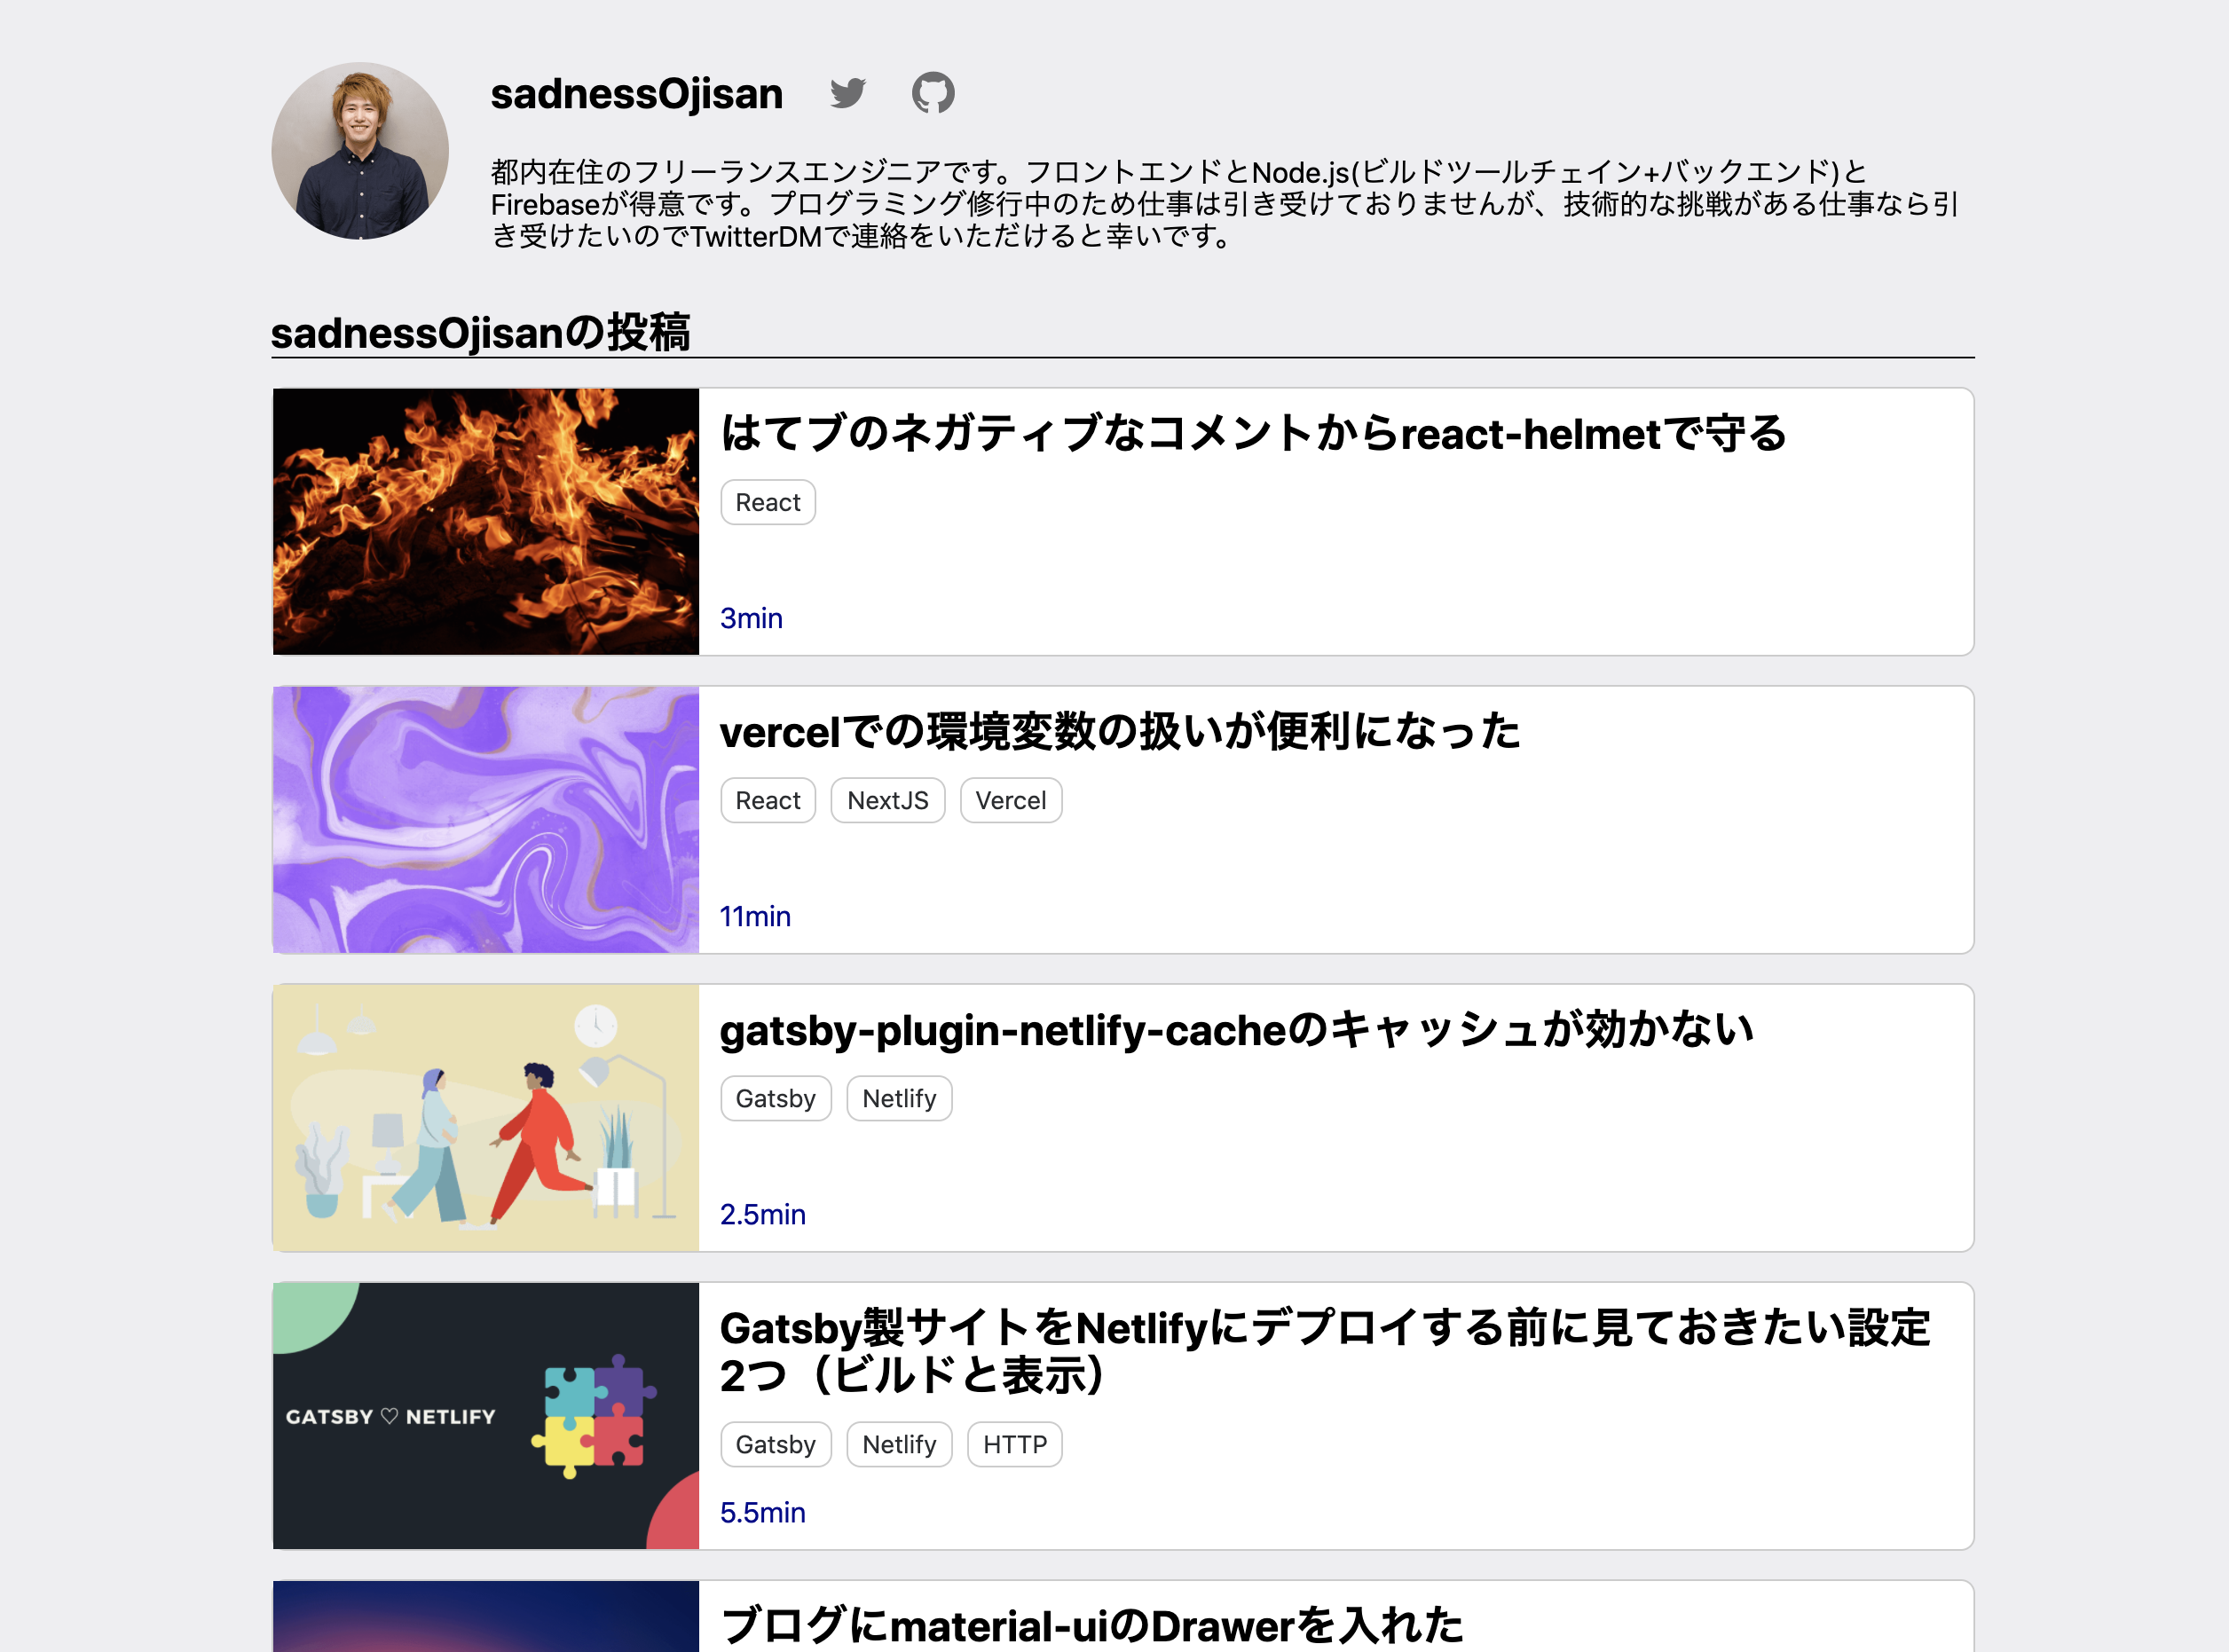 sadnessOjisan
都内在住のフリーランスエンジニアです。フロントエンドとNode.js(ビルドツールチェイン+バックエンド)と
Firebaseが得意です。プログラミング修行中のため仕事は引き受けておりませんが、技術的な挑戦がある仕事なら引
き受けたいのでTwitterDMで連絡をいただけると幸いです。
sadnessOjisanの投稿
はてブのネガティブなコメントからreact-helmetで守る
React
3min
vercelでの環境変数の扱いが便利になった
React NextJS Vercel
11min
gatsby-plugin-netlify-cacheのキャッシュが効かない
Gatsby Netlify
2.5min
GATSBY ♡ NETLIFY
Gatsby製サイトをNetlifyにデプロイする前に見ておきたい設定
2つ（ビルドと表示）
Gatsby Netlify HTTP
5.5min
ブログにmaterial-uiのDrawerを入れた